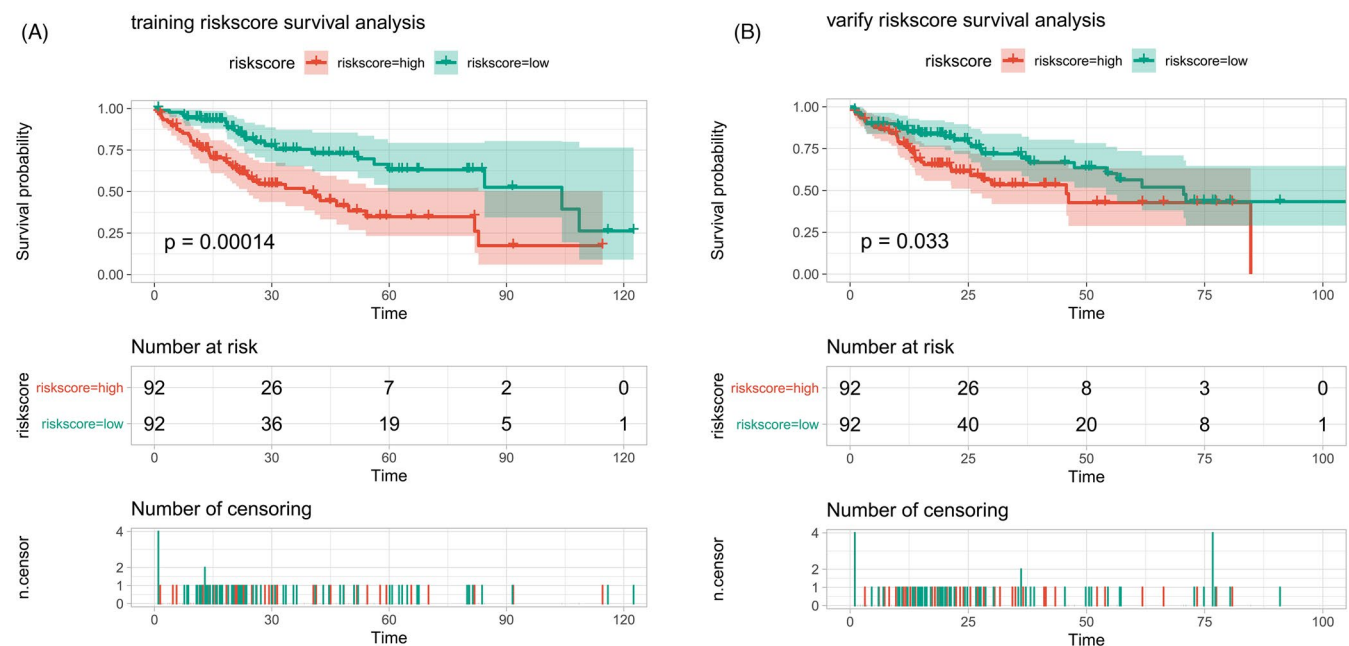 (A)
training riskscore survival analysis
riskscore riskscore=high riskscore=low
Survival probability
1.00
0.75
0.50
0.25
0.00
p = 0.00014
0 30 60 90 120
Time
Number at risk
riskscore
riskscore=high 92 26 7 2 0
riskscore=low 92 36 19 5 1
0 30 60 90 120
Time
Number of censoring
n.censor
4
2
1
0
0 30 60 90 120
Time
(B)
varify riskscore survival analysis
riskscore riskscore=high riskscore=low
Survival probability
1.00
0.75
0.50
0.25
0.00
p = 0.033
0 25 50 75 100
Time
Number at risk
riskscore
riskscore=high 92 26 8 3 0
riskscore=low 92 40 20 8 1
0 25 50 75 100
Time
Number of censoring
n.censor
4
2
1
0
0 25 50 75 100
Time